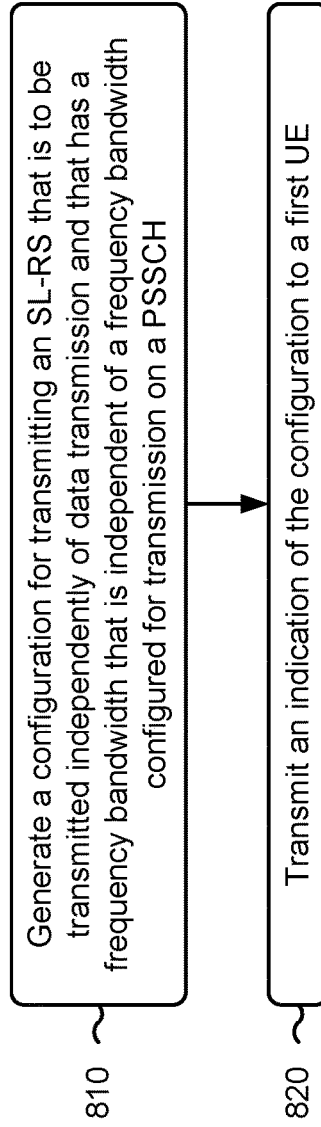 810
Generate a configuration for transmitting an SL-RS that is to be
transmitted independently of data transmission and that has a
frequency bandwidth that is independent of a frequency bandwidth
configured for transmission on a PSSCH
820
Transmit an indication of the configuration to a first UE